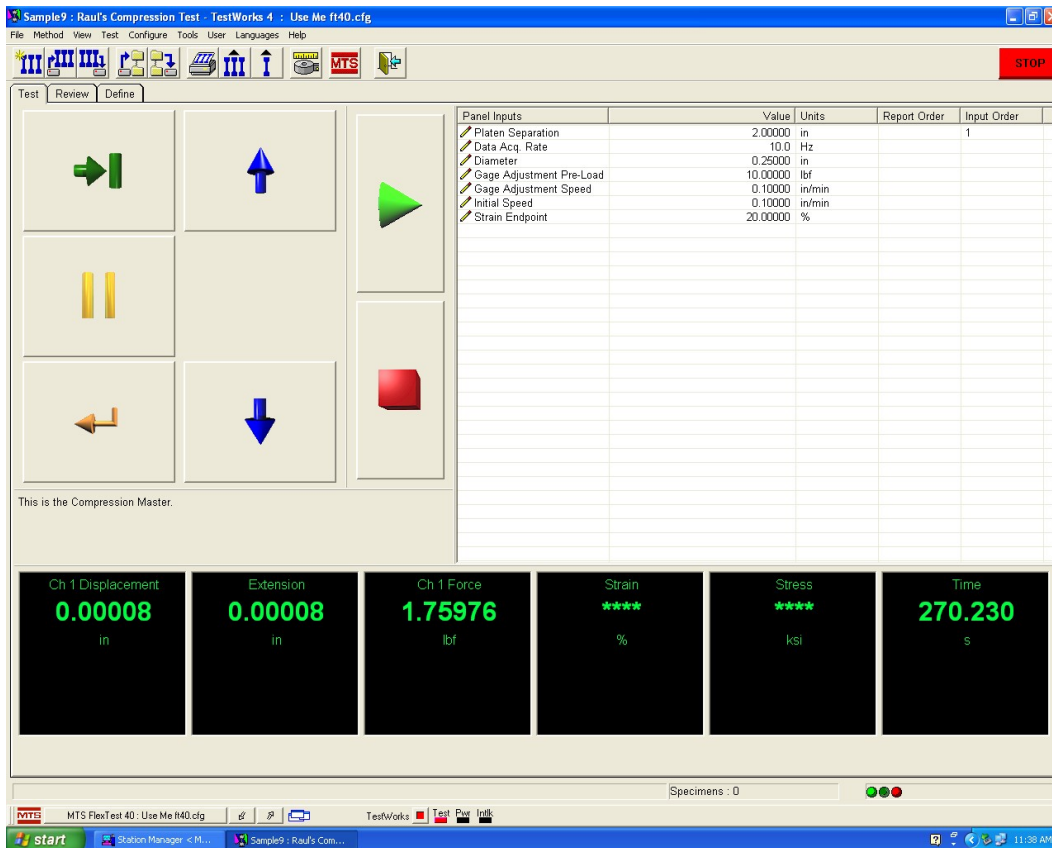 Sample9 : Raul's Compression Test - TestWorks 4 : Use Me ft40.cfg
File Method View Test Configure Tools User Languages Help
MTS
STOP
Test Review Define
Panel Inputs Value Units Report Order Input Order
Platen Separation 2.00000 in 1
Data Acq. Rate 10.0 Hz
Diameter 0.25000 in
Gage Adjustment Pre-Load 10.00000 lbf
Gage Adjustment Speed 0.10000 in/min
Initial Speed 0.10000 in/min
Strain Endpoint 20.00000 %
This is the Compression Master.
Ch 1 Displacement Extension Ch 1 Force Strain Stress Time
0.00008 0.00008 1.75976 **** **** 270.230
in in lbf % ksi s
Specimens : 0
MTS MTS FlexTest 40 : Use Me ft40.cfg TestWorks Test Pwr Intlk
start Station Manager < M... Sample9 : Raul's Com... 11:38 AM